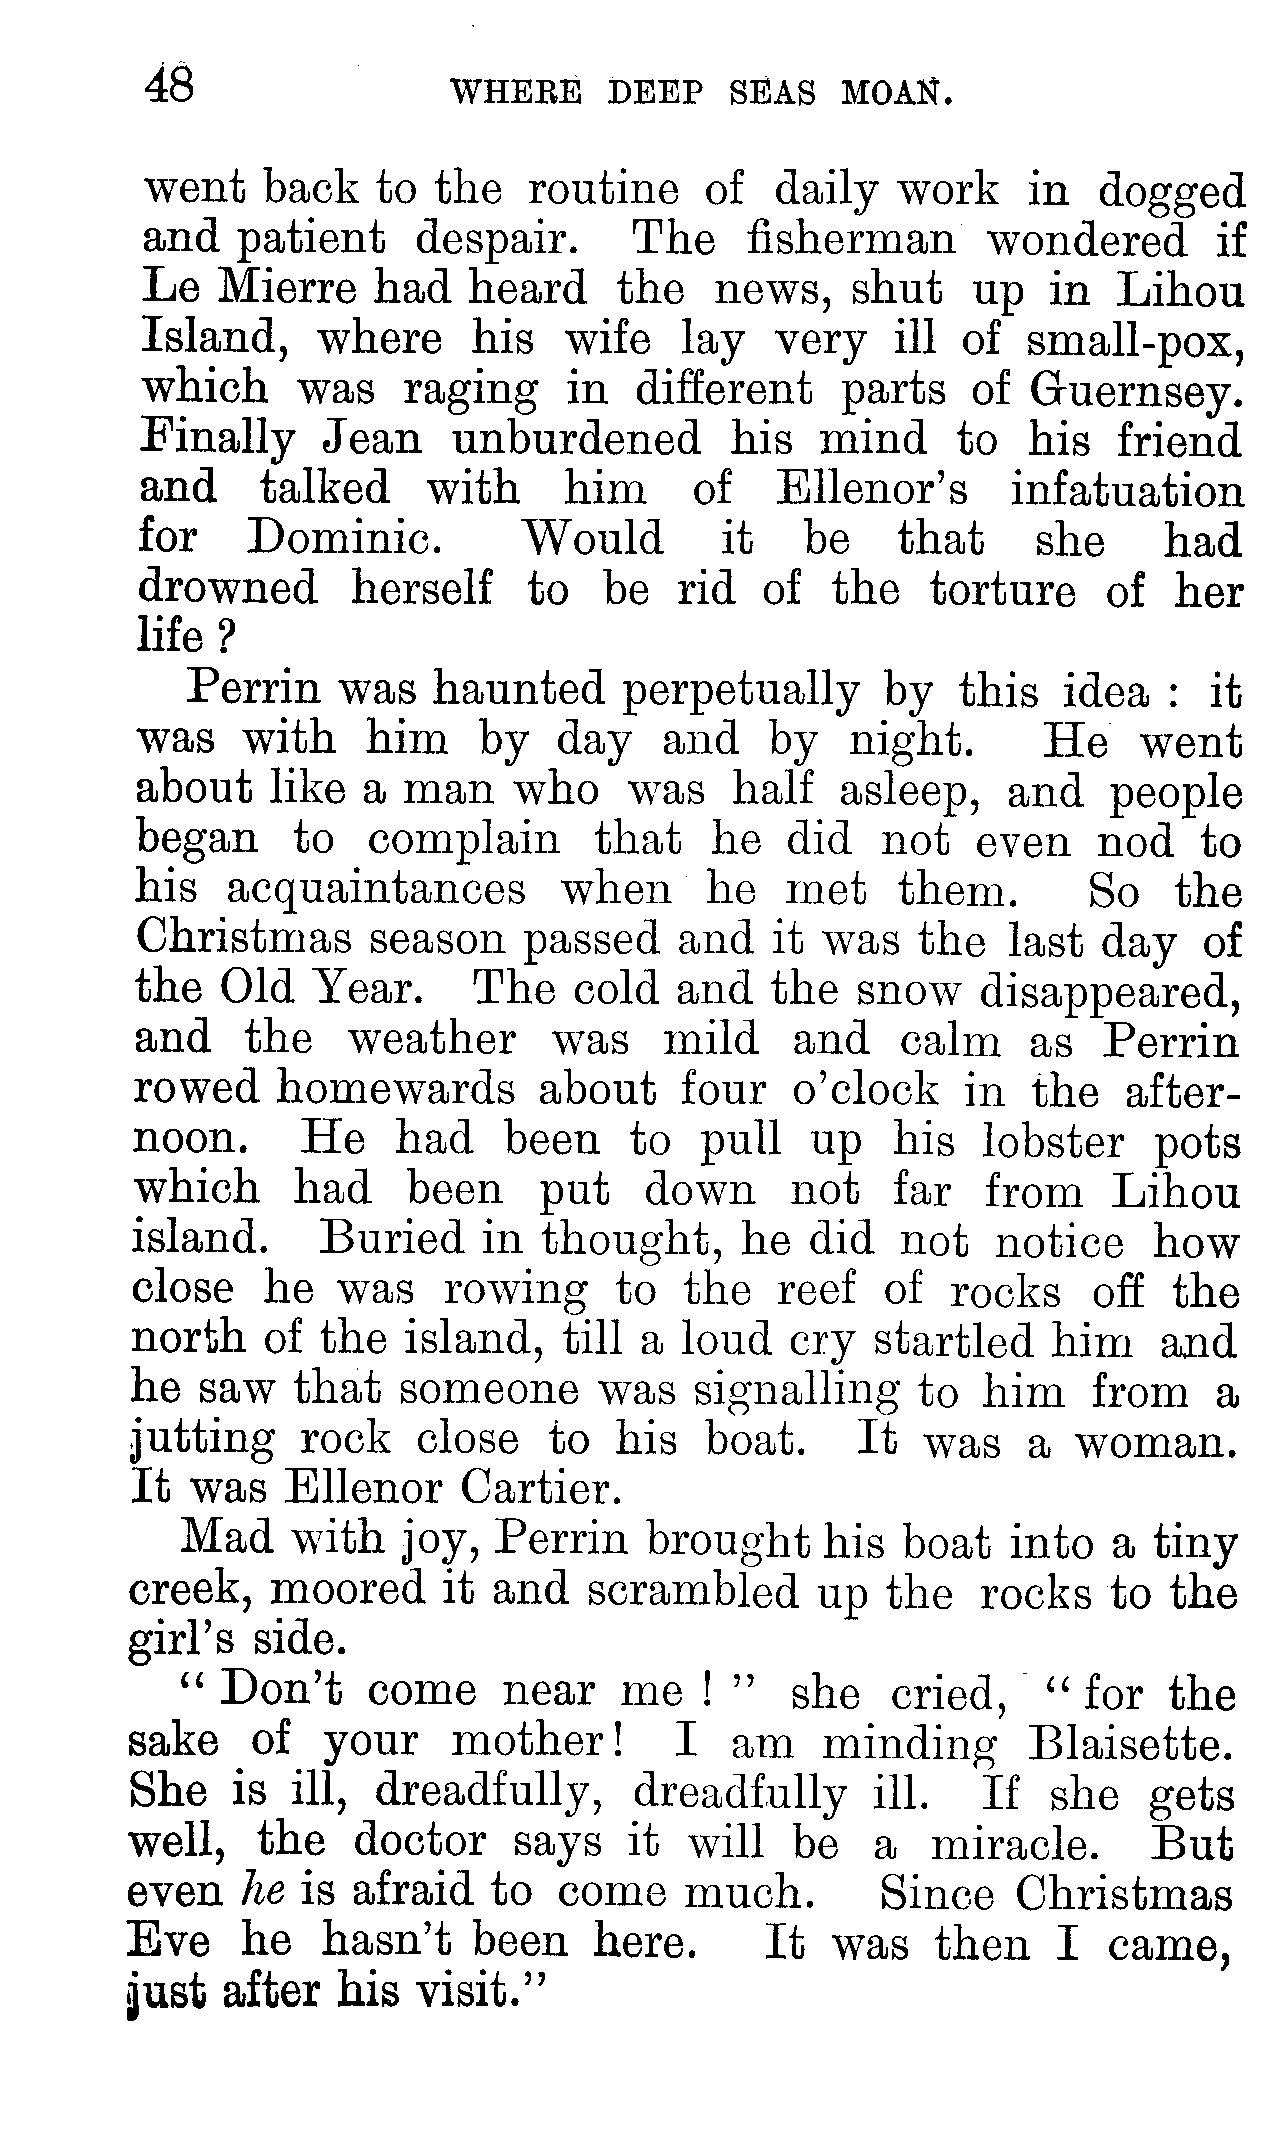 48 WHERE DEEP SEAS MOAN.
went back to the routine of daily work in dogged
and patient despair. The fisherman wondered if
Le Mierre had heard the news, shut up in Lihou
Island, where his wife lay very ill of small-pox,
which was raging in different parts of Guernsey.
Finally Jean unburdened his mind to his friend
and talked with him of Ellenor's infatuation
for Dominic. Would it be that she had
drowned herself to be rid of the torture of her
life ?
Perrin was haunted perpetually by this idea : it
was with him by day and by night. He went
about like a man who was half asleep, and people
began to complain that he did not even nod to
his acquaintances when he met them. So the
Christmas season passed and it was the last day of
the Old Year. The cold and the snow disappeared,
and the weather was mild and calm as Perrin
rowed homewards about four o'clock in the after-
noon. He had been to pull up his lobster pots
which had been put down not far from Lihou
island. Buried in thought, he did not notice how
close he was rowing to the reef of rocks off the
north of the island, till a loud cry startled him and
he saw that someone was signalling to him from a
jutting rock close to his boat. It was a woman.
It was Ellenor Cartier.
Mad with joy, Perrin brought his boat into a tiny
creek, moored it and scrambled up the rocks to the
girl's side.
“ Don't come near me ! ” she cried, “ for the
sake of your mother! I am minding Blaisette.
She is ill, dreadfully, dreadfully ill. If she gets
well, the doctor says it will be a miracle. But
even he is afraid to come much. Since Christmas
Eve he hasn't been here. It was then I came,
just after his visit.”